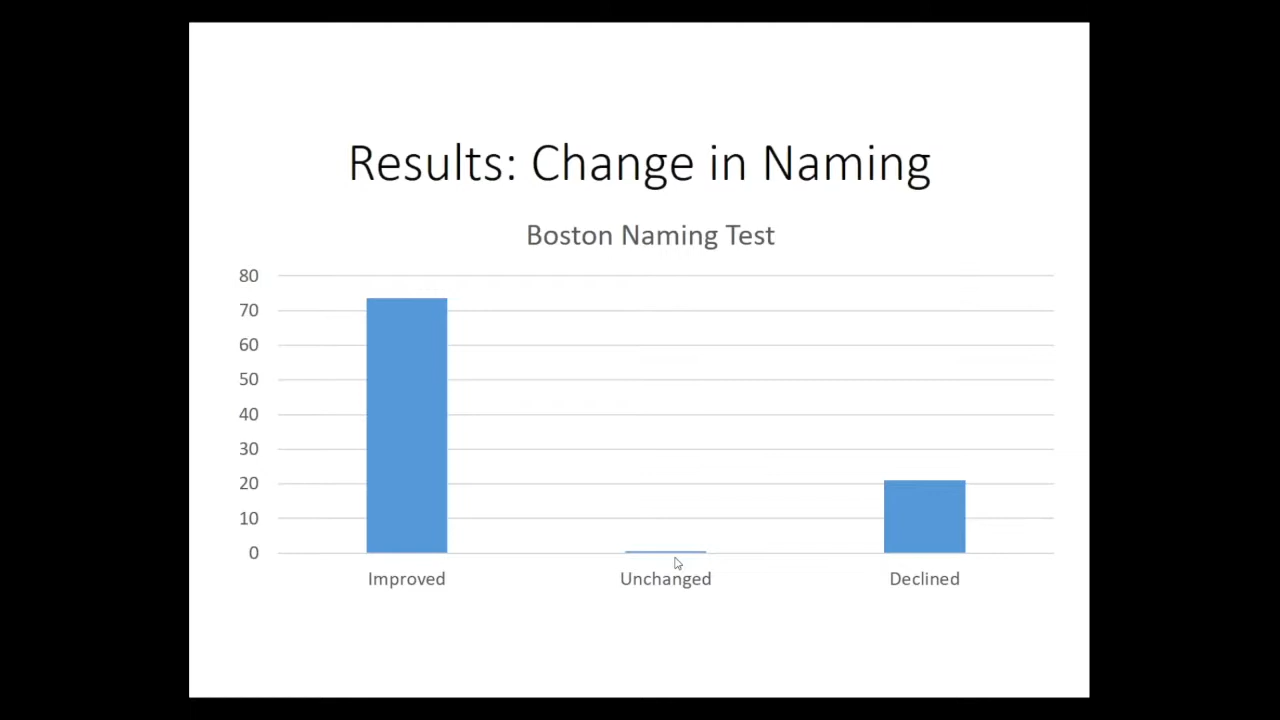 Results: Change in Naming
Boston Naming Test
80
70
60
50
40
30
20
10
0
Improved
Unchanged
Declined